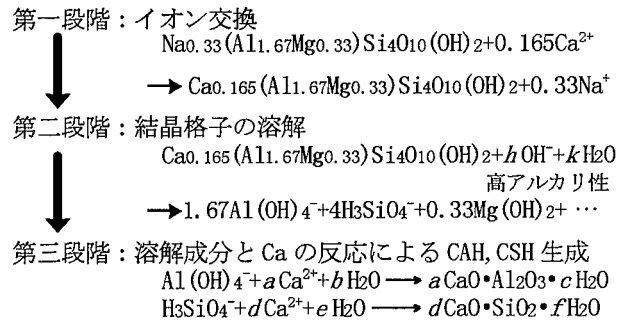 第一段階：イオン交換
Na0.33(Al1.67Mg0.33)Si4O10(OH)2+0.165Ca²⁺
→Ca0.165(Al1.67Mg0.33)Si4O10(OH)2+0.33Na⁺
第二段階：結晶格子の溶解
Ca0.165(Al1.67Mg0.33)Si4O10(OH)2+hOH⁻+kH2O
高アルカリ性
→1.67Al(OH)4⁻+4H3SiO4⁻+0.33Mg(OH)2+ …
第三段階：溶解成分とCaの反応によるCAH,CSH生成
Al(OH)4⁻+aCa²⁺+bH2O → aCaO•Al2O3•cH2O
H3SiO4⁻+dCa²⁺+eH2O → dCaO•SiO2•fH2O